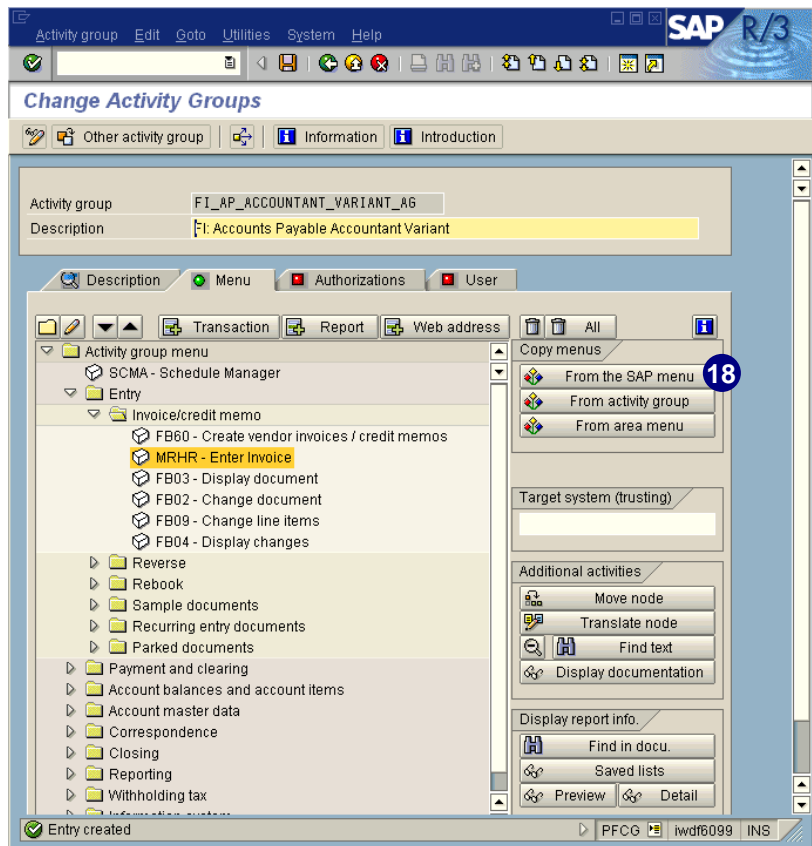 Activity group Edit Goto Utilities System Help
SAP R/3
Change Activity Groups
Other activity group Information Introduction
Activity group FI_AP_ACCOUNTANT_VARIANT_AG
Description FI: Accounts Payable Accountant Variant
Description Menu Authorizations User
Transaction Report Web address All
Activity group menu
SCMA - Schedule Manager
Entry
Invoice/credit memo
FB60 - Create vendor invoices / credit memos
MRHR - Enter Invoice
FB03 - Display document
FB02 - Change document
FB09 - Change line items
FB04 - Display changes
Reverse
Rebook
Sample documents
Recurring entry documents
Parked documents
Payment and clearing
Account balances and account items
Account master data
Correspondence
Closing
Reporting
Withholding tax
Information system
Copy menus
From the SAP menu 18
From activity group
From area menu
Target system (trusting)
Additional activities
Move node
Translate node
Find text
Display documentation
Display report info.
Find in docu.
Saved lists
Preview Detail
Entry created PFCG iwdf6099 INS